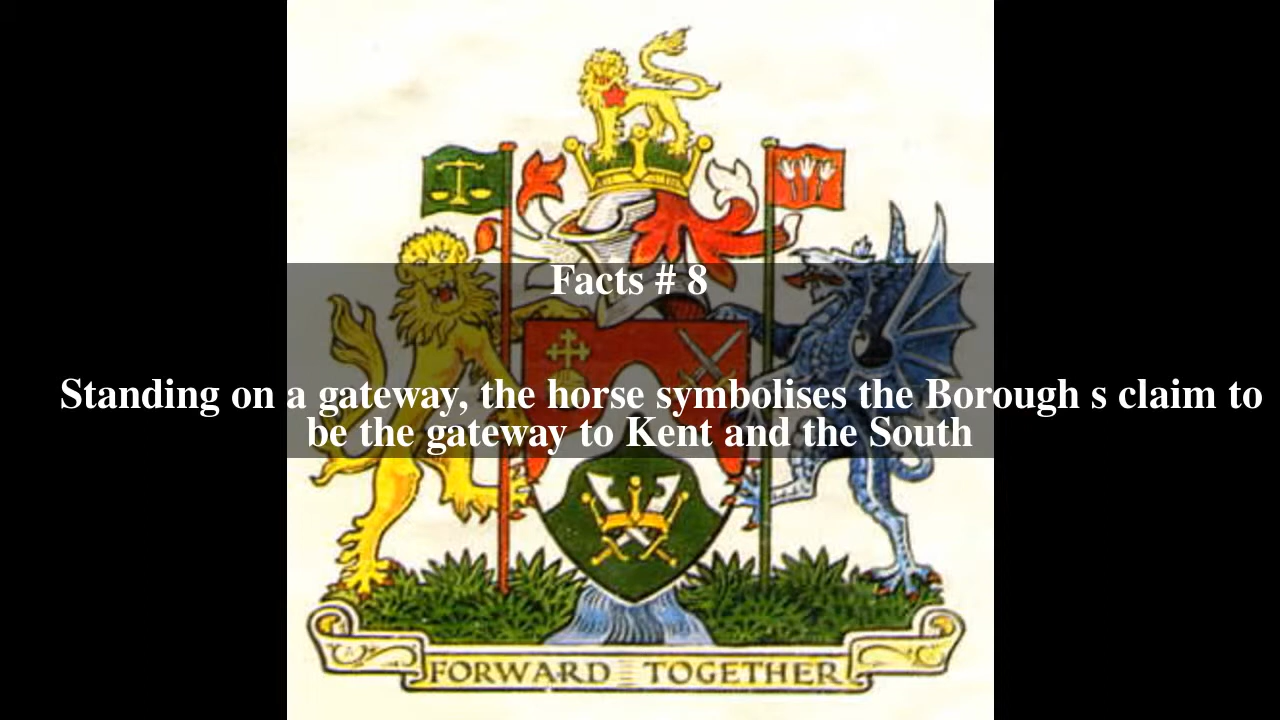 Facts # 8
Standing on a gateway, the horse symbolises the Borough s claim to
be the gateway to Kent and the South
FORWARD TOGETHER